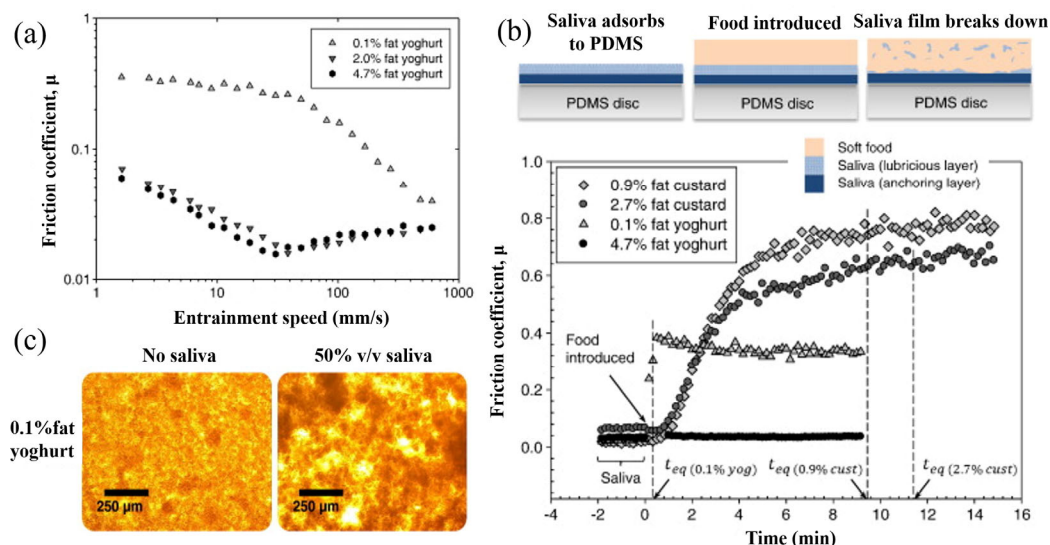 (a)
0.1% fat yoghurt
2.0% fat yoghurt
4.7% fat yoghurt
Friction coefficient, μ
1
0.1
0.01
1
10
100
1000
Entrainment speed (mm/s)
(b)
Saliva adsorbs
to PDMS
Food introduced
Saliva film breaks down
PDMS disc
PDMS disc
PDMS disc
Soft food
Saliva (lubricious layer)
Saliva (anchoring layer)
0.9% fat custard
2.7% fat custard
0.1% fat yoghurt
4.7% fat yoghurt
Friction coefficient, μ
1.0
0.8
0.6
0.4
0.2
0.0
Food
introduced
Saliva
teq (0.1% yog)
teq (0.9% cust)
teq (2.7% cust)
-4
-2
0
2
4
6
8
10
12
14
16
Time (min)
(c)
No saliva
50% v/v saliva
0.1%fat
yoghurt
250 μm
250 μm